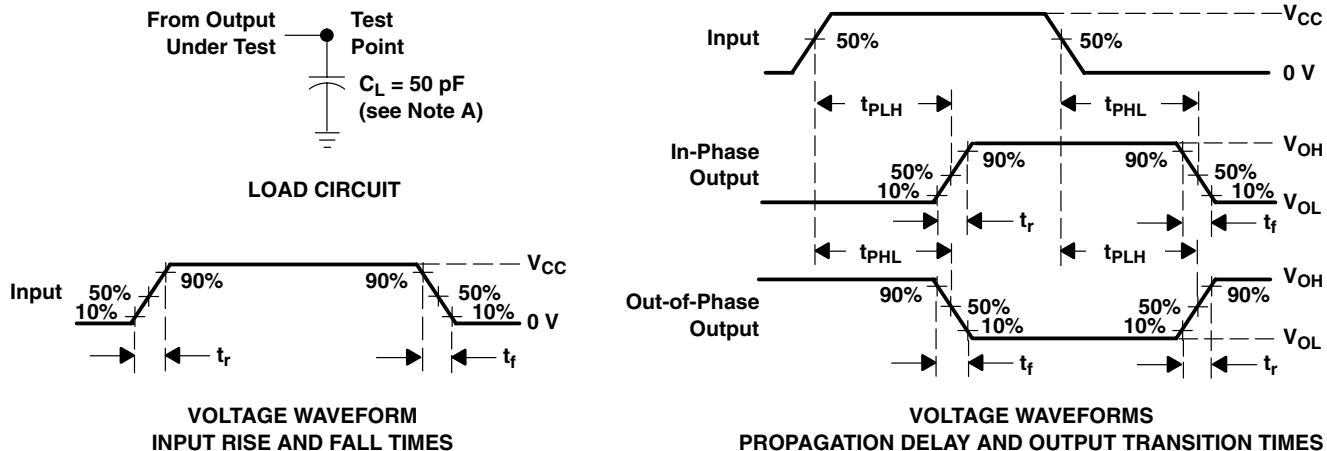 From Output
Under Test
Test
Point
C_L = 50 pF
(see Note A)
LOAD CIRCUIT
Input
50%
10%
90%
90%
50%
10%
V_CC
0 V
t_r
t_f
VOLTAGE WAVEFORM
INPUT RISE AND FALL TIMES
Input
50%
50%
V_CC
0 V
t_PLH
t_PHL
In-Phase
Output
50%
10%
90%
90%
50%
10%
V_OH
V_OL
t_r
t_f
t_PHL
t_PLH
Out-of-Phase
Output
90%
50%
10%
50%
10%
90%
V_OH
V_OL
t_f
t_r
VOLTAGE WAVEFORMS
PROPAGATION DELAY AND OUTPUT TRANSITION TIMES